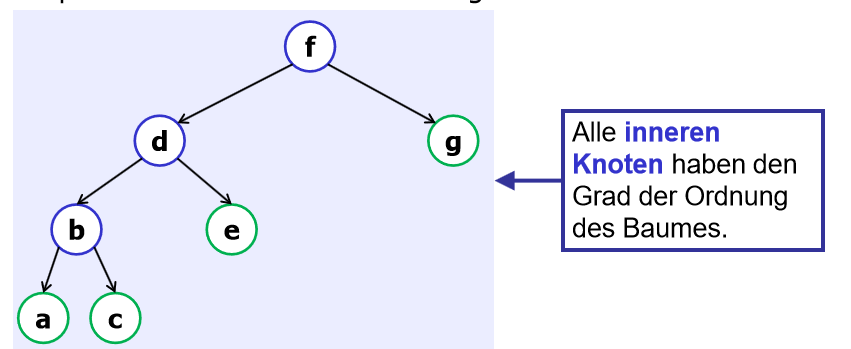 f
d
g
b
e
a
c
Alle inneren
Knoten haben den
Grad der Ordnung
des Baumes.